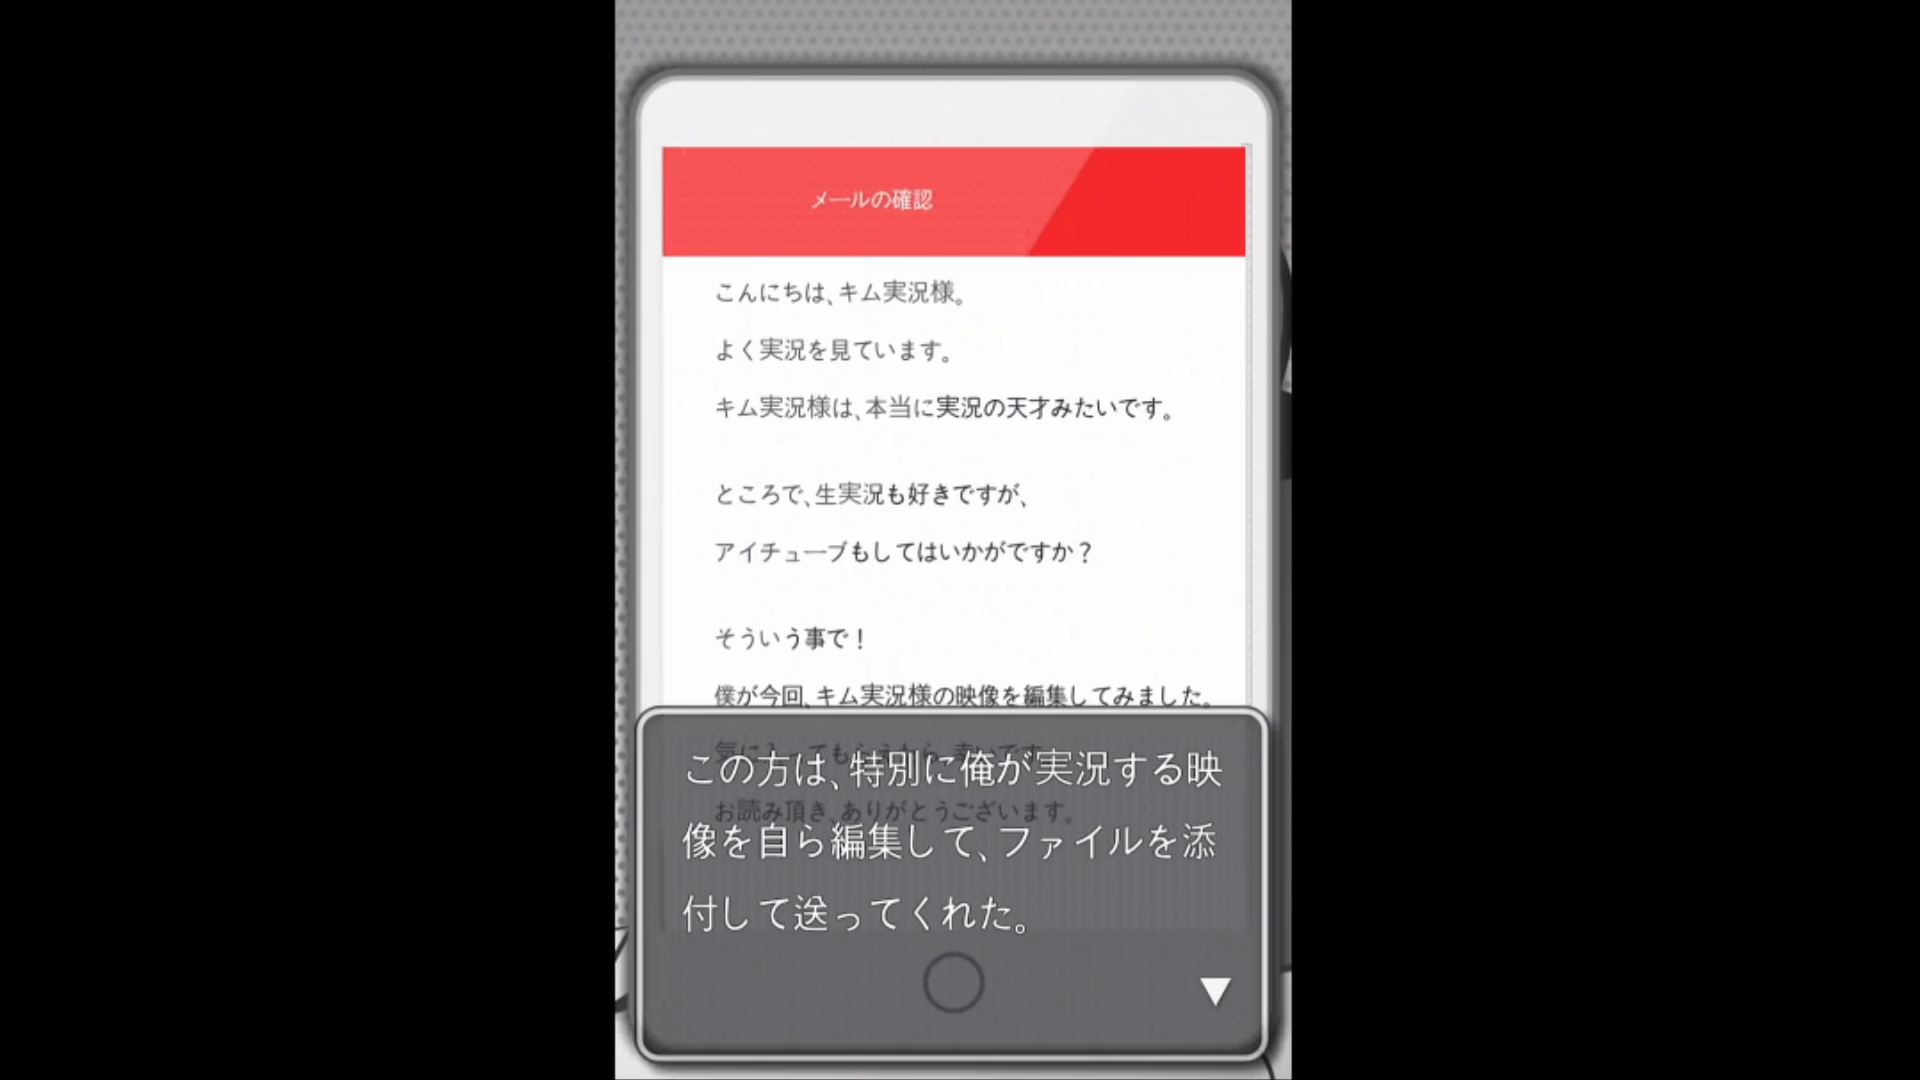 メールの確認
こんにちは、キム実況様。
よく実況を見ています。
キム実況様は、本当に実況の天才みたいです。
ところで、生実況も好きですが、
アイチューブもしてはいかがですか？
そういう事で！
僕が今回、キム実況様の映像を編集してみました。
お読み頂き、ありがとうございます。
この方は、特別に俺が実況する映
像を自ら編集して、ファイルを添
付して送ってくれた。